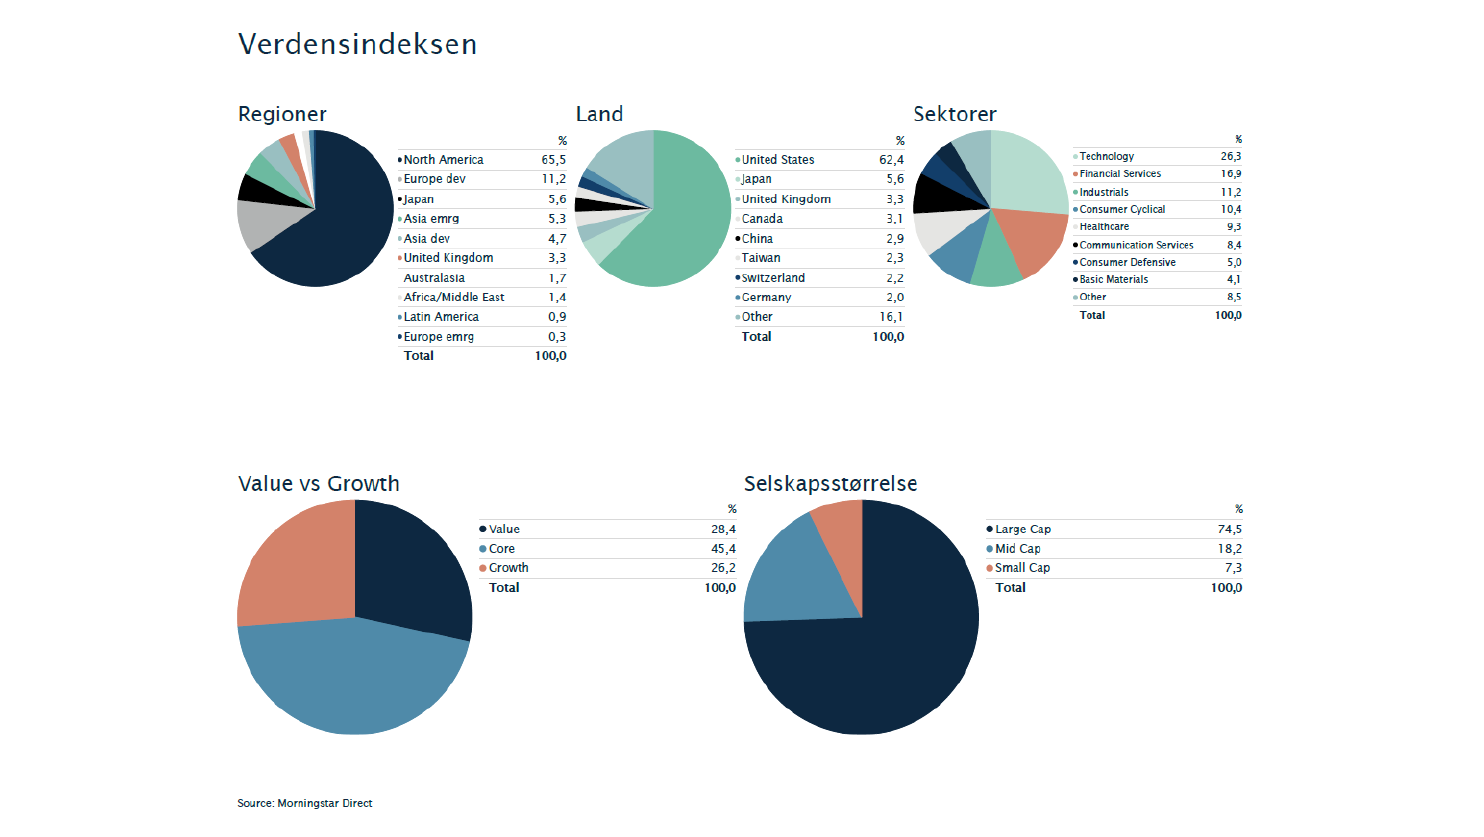 Verdensindeksen
Regioner
%
North America 65,5
Europe dev 11,2
Japan 5,6
Asia emrg 5,3
Asia dev 4,7
United Kingdom 3,3
Australasia 1,7
Africa/Middle East 1,4
Latin America 0,9
Europe emrg 0,3
Total 100,0
Land
%
United States 62,4
Japan 5,6
United Kingdom 3,3
Canada 3,1
China 2,9
Taiwan 2,3
Switzerland 2,2
Germany 2,0
Other 16,1
Total 100,0
Sektorer
%
Technology 26,3
Financial Services 16,9
Industrials 11,2
Consumer Cyclical 10,4
Healthcare 9,3
Communication Services 8,4
Consumer Defensive 5,0
Basic Materials 4,1
Other 8,5
Total 100,0
Value vs Growth
%
Value 28,4
Core 45,4
Growth 26,2
Total 100,0
Selskapsstørrelse
%
Large Cap 74,5
Mid Cap 18,2
Small Cap 7,3
Total 100,0
Source: Morningstar Direct